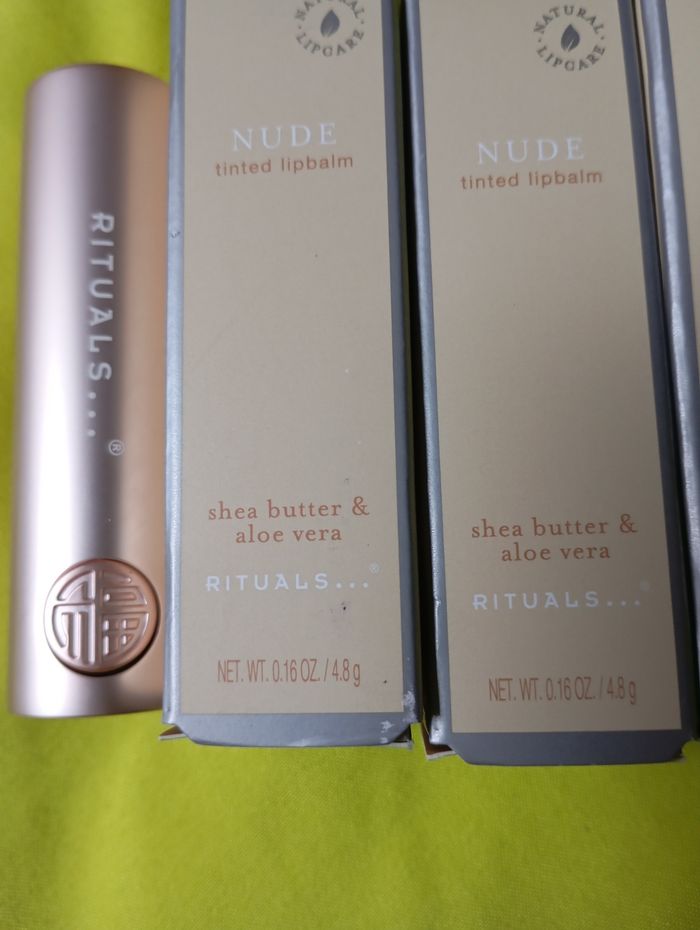 RITUALS...®
福
NATURAL
LIPCARE
NUDE
tinted lipbalm
shea butter &
aloe vera
RITUALS...®
NET. WT. 0.16 OZ. / 4.8 g
NATURAL
LIPCARE
NUDE
tinted lipbalm
shea butter &
aloe vera
RITUALS...®
NET. WT. 0.16 OZ. / 4.8 g